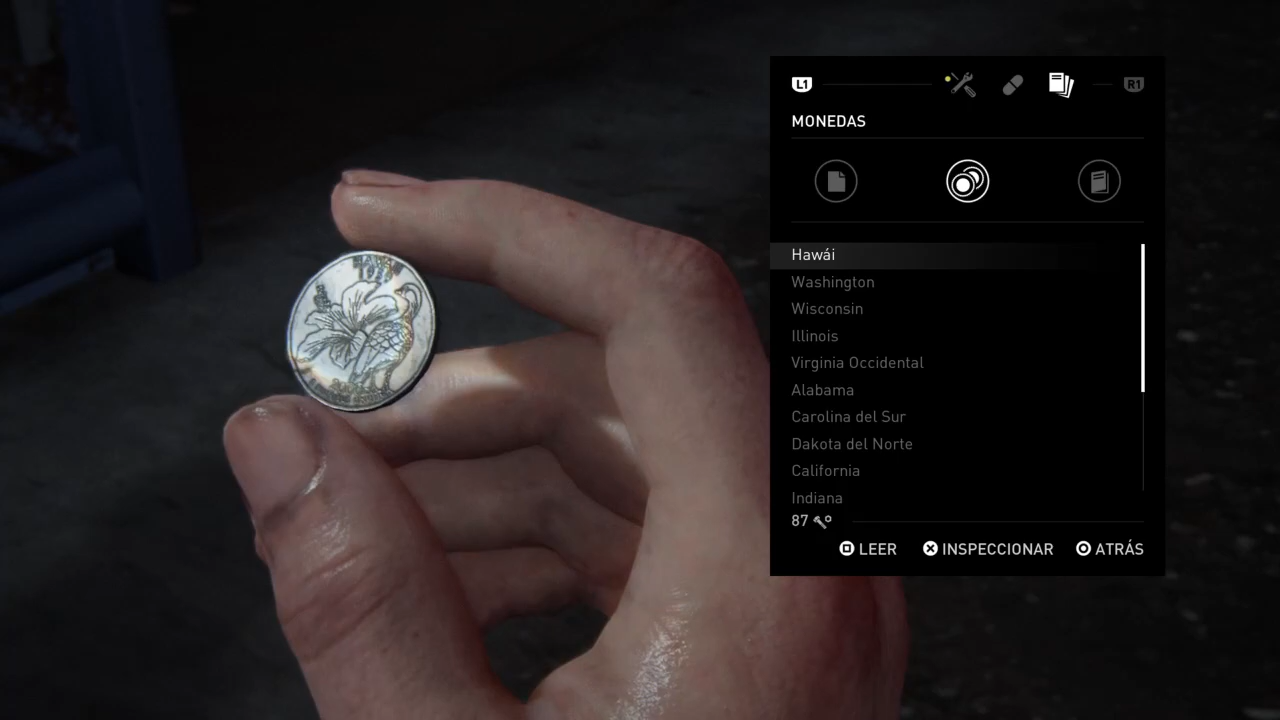 L1
R1
MONEDAS
Hawái
Washington
Wisconsin
Illinois
Virginia Occidental
Alabama
Carolina del Sur
Dakota del Norte
California
Indiana
87
LEER INSPECCIONAR ATRÁS